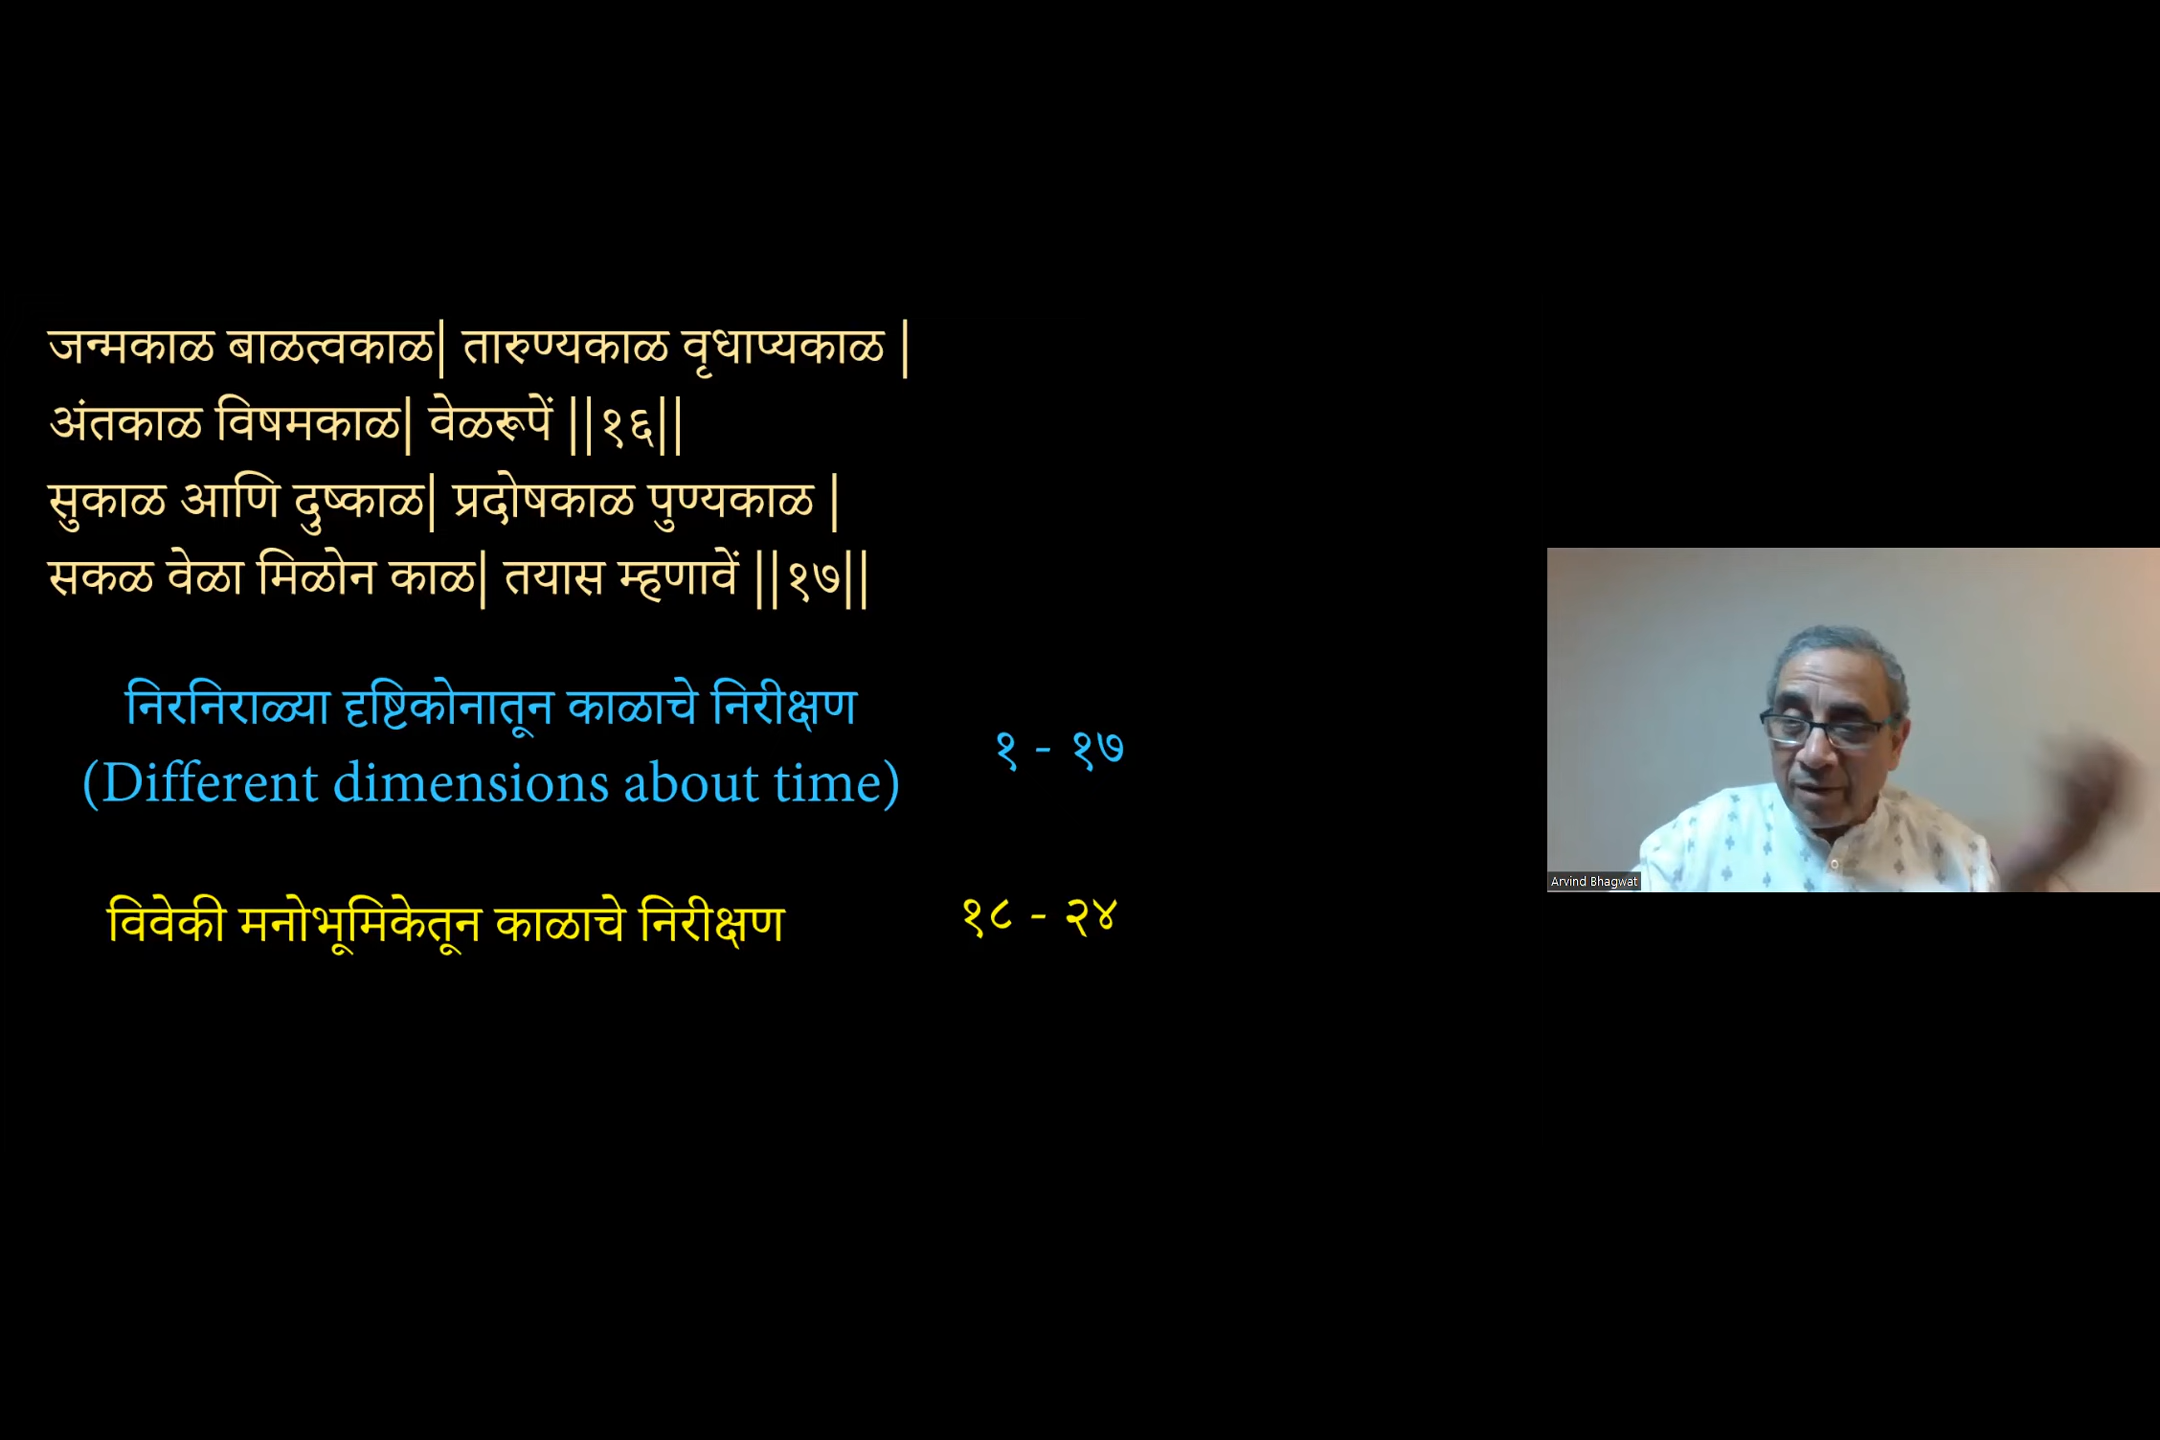 जन्मकाळ बाळत्वकाळ| तारुण्यकाळ वृधाप्यकाळ |
अंतकाळ विषमकाळ| वेळरूपें ||१६||
सुकाळ आणि दुष्काळ| प्रदोषकाळ पुण्यकाळ |
सकळ वेळा मिळोन काळ| तयास म्हणावें ||१७||
निरनिराळ्या दृष्टिकोनातून काळाचे निरीक्षण
(Different dimensions about time)
१ - १७
विवेकी मनोभूमिकेतून काळाचे निरीक्षण
१८ - २४
Arvind Bhagwat